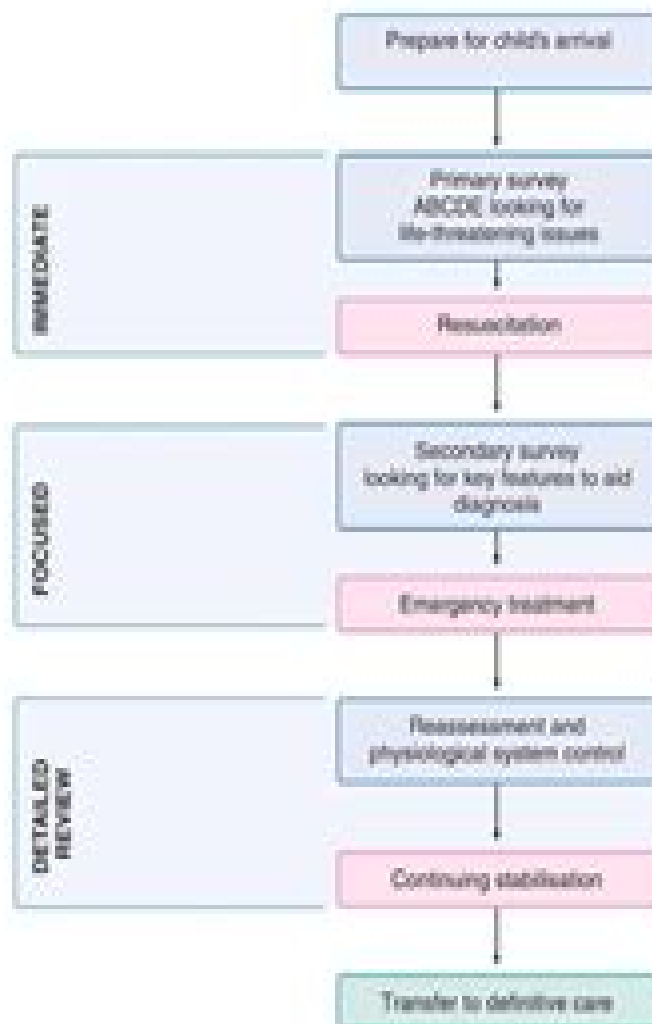 Prepare for child's arrival
IMMEDIATE
Primary survey
ABCDE looking for
life-threatening issues
Resuscitation
FOCUSED
Secondary survey
looking for key features to aid
diagnosis
Emergency treatment
DETAILED
REVIEW
Reassessment and
physiological system control
Continuing stabilisation
Transfer to definitive care